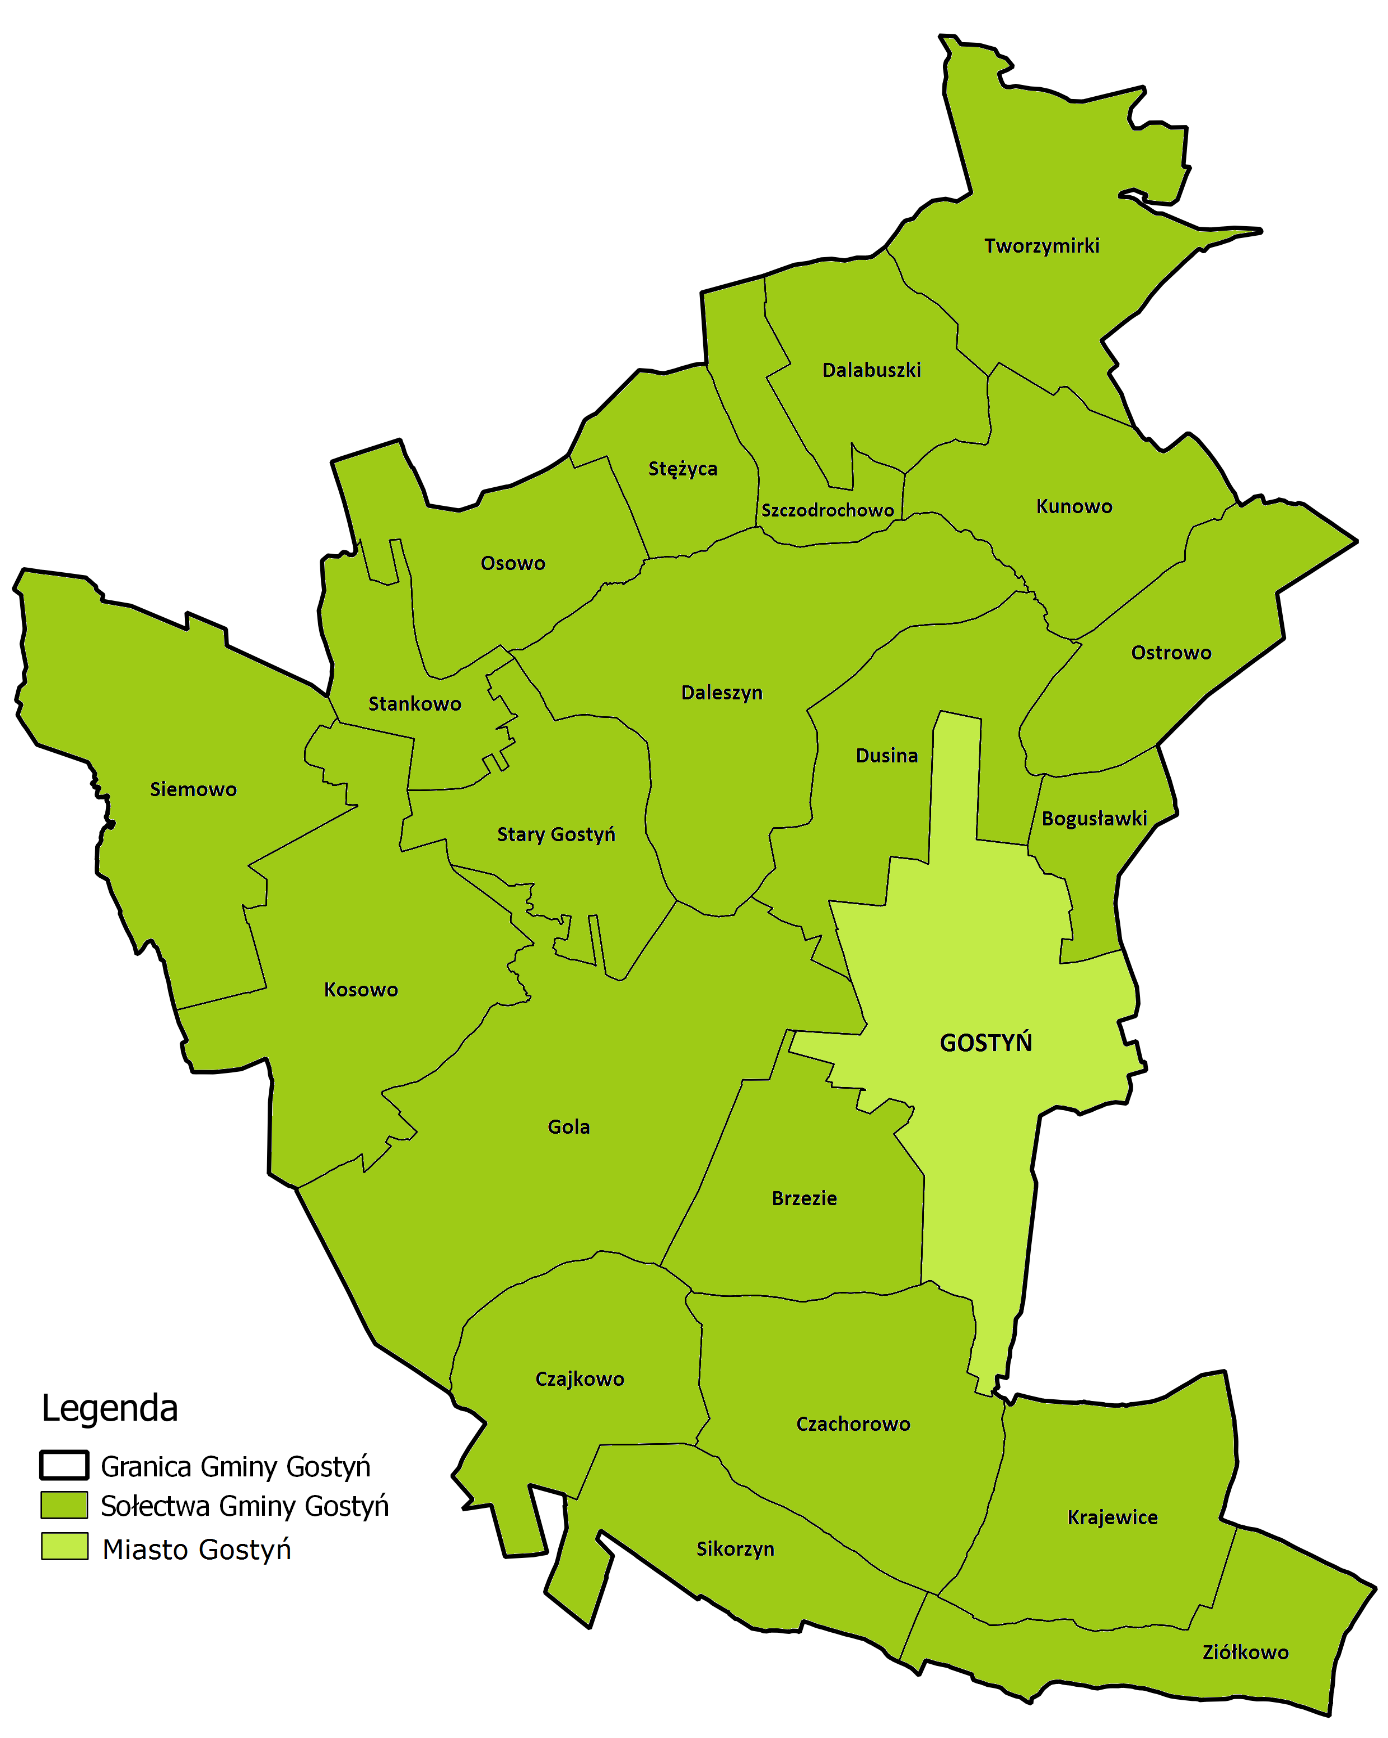 Tworzymirki
Dalabuszki
Stężyca
Szczodrochowo
Kunowo
Osowo
Ostrowo
Stankowo
Daleszyn
Dusina
Siemowo
Stary Gostyń
Bogusławki
Kosowo
GOSTYŃ
Gola
Brzezie
Czajkowo
Czachorowo
Krajewice
Sikorzyn
Ziółkowo
Legenda
Granica Gminy Gostyń
Sołectwa Gminy Gostyń
Miasto Gostyń